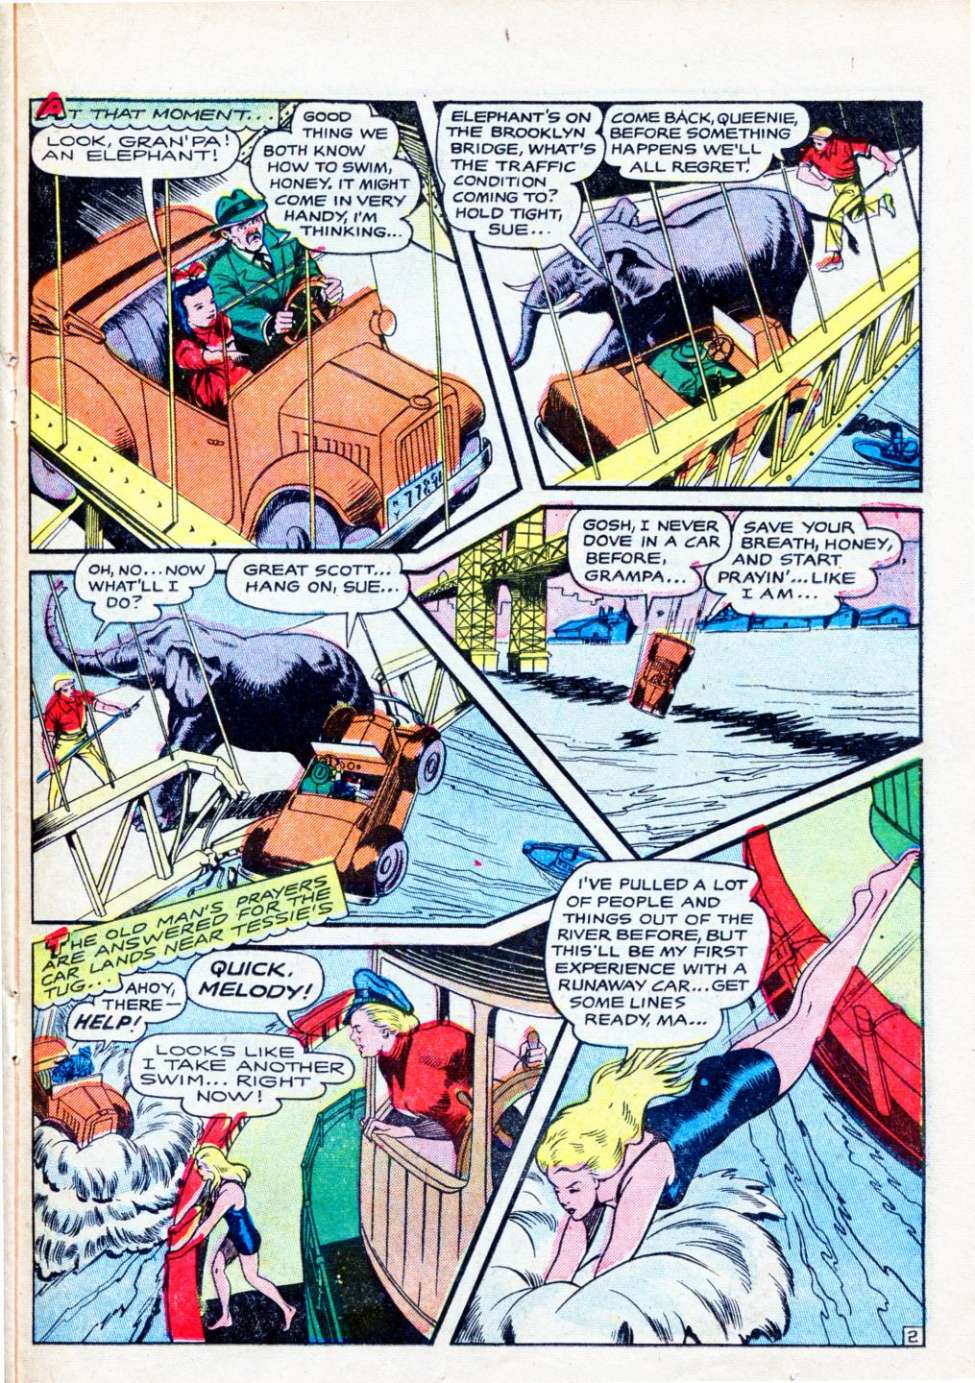 AT THAT MOMENT...
LOOK, GRAN'PA!
AN ELEPHANT!
GOOD
THING WE
BOTH KNOW
HOW TO SWIM,
HONEY. IT MIGHT
COME IN VERY
HANDY, I'M
THINKING...
ELEPHANT'S ON
THE BROOKLYN
BRIDGE, WHAT'S
THE TRAFFIC
CONDITION
COMING TO?
HOLD TIGHT,
SUE...
COME BACK, QUEENIE,
BEFORE SOMETHING
HAPPENS WE'LL
ALL REGRET!
OH, NO...NOW
WHAT'LL I
DO?
GREAT SCOTT...
HANG ON, SUE...
GOSH, I NEVER
DOVE IN A CAR
BEFORE,
GRAMPA...
SAVE YOUR
BREATH, HONEY,
AND START
PRAYIN'...LIKE
I AM...
THE OLD MAN'S PRAYERS
ARE ANSWERED FOR THE
CAR LANDS NEAR TESSIE'S
TUG...
AHOY,
THERE—
HELP!
QUICK,
MELODY!
LOOKS LIKE
I TAKE ANOTHER
SWIM... RIGHT
NOW!
I'VE PULLED A LOT
OF PEOPLE AND
THINGS OUT OF THE
RIVER BEFORE, BUT
THIS'LL BE MY FIRST
EXPERIENCE WITH A
RUNAWAY CAR...GET
SOME LINES
READY, MA...
2